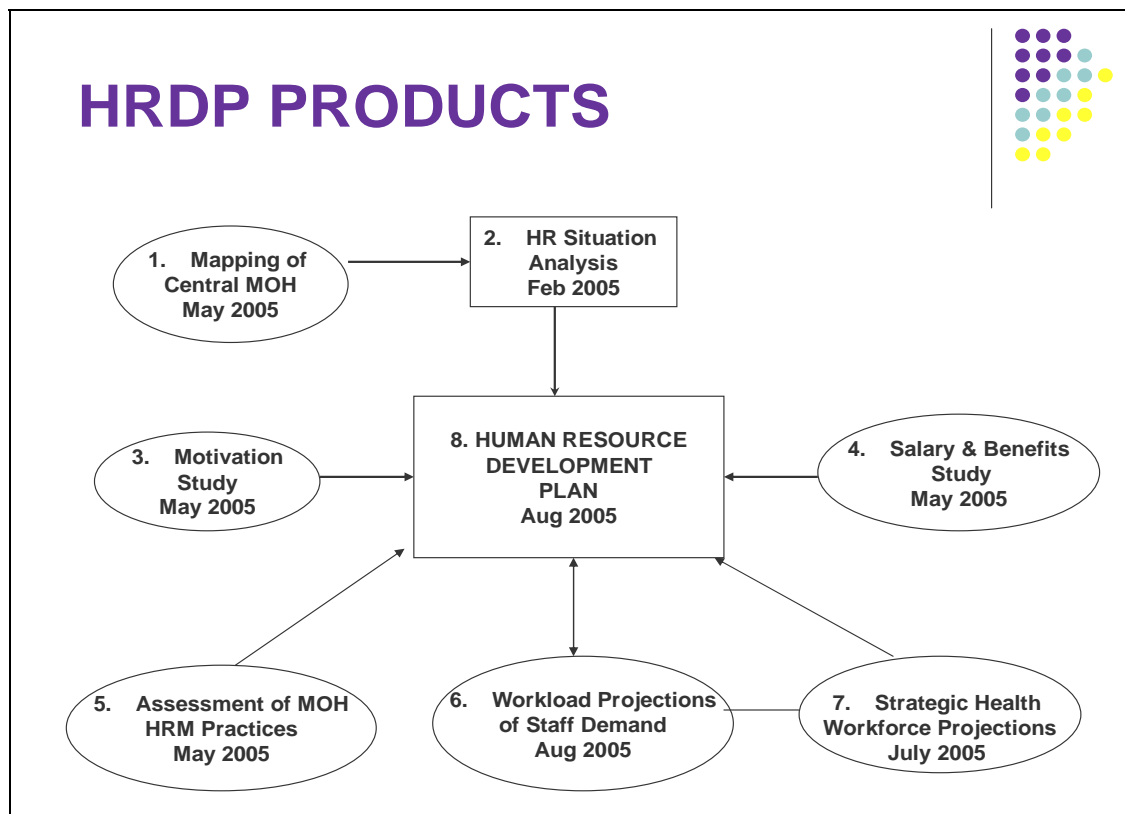 HRDP PRODUCTS
1. Mapping of
Central MOH
May 2005
2. HR Situation
Analysis
Feb 2005
3. Motivation
Study
May 2005
8. HUMAN RESOURCE
DEVELOPMENT
PLAN
Aug 2005
4. Salary & Benefits
Study
May 2005
5. Assessment of MOH
HRM Practices
May 2005
6. Workload Projections
of Staff Demand
Aug 2005
7. Strategic Health
Workforce Projections
July 2005